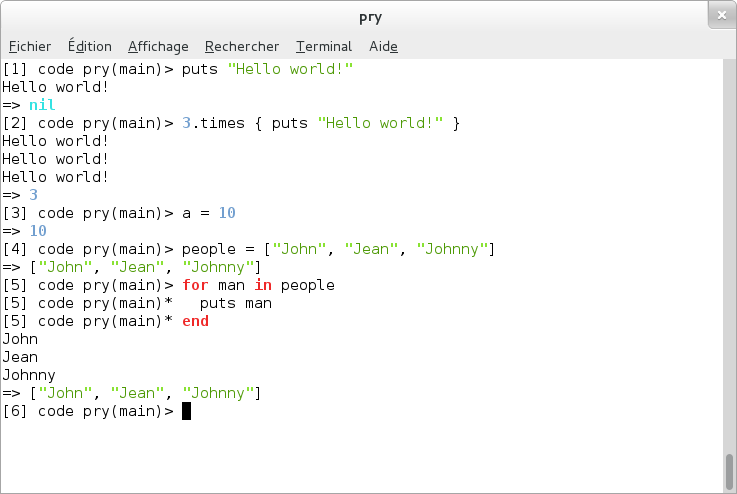 pry
Fichier Édition Affichage Rechercher Terminal Aide
[1] code pry(main)> puts "Hello world!"
Hello world!
=> nil
[2] code pry(main)> 3.times { puts "Hello world!" }
Hello world!
Hello world!
Hello world!
=> 3
[3] code pry(main)> a = 10
=> 10
[4] code pry(main)> people = ["John", "Jean", "Johnny"]
=> ["John", "Jean", "Johnny"]
[5] code pry(main)> for man in people
[5] code pry(main)*   puts man
[5] code pry(main)* end
John
Jean
Johnny
=> ["John", "Jean", "Johnny"]
[6] code pry(main)>